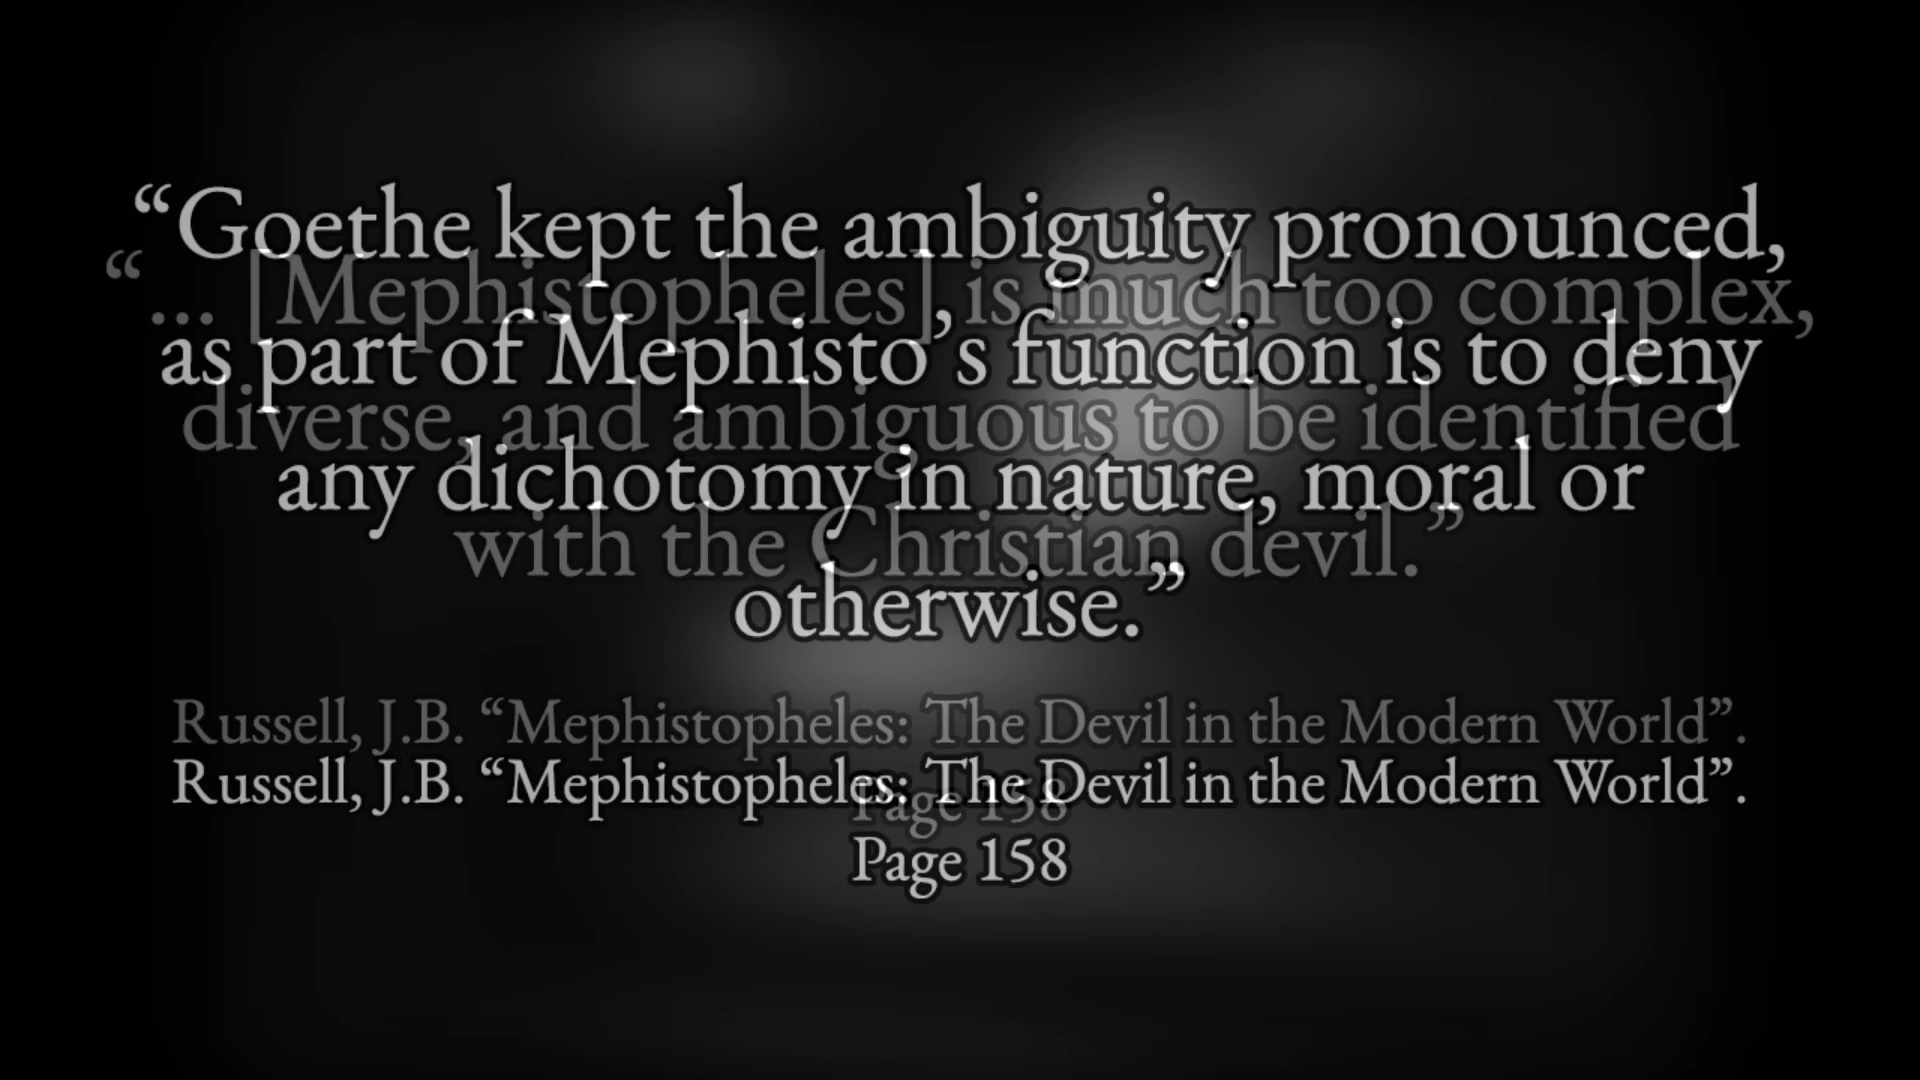 “Goethe kept the ambiguity pronounced,
as part of Mephisto’s function is to deny
any dichotomy in nature, moral or
otherwise.”
Russell, J.B. “Mephistopheles: The Devil in the Modern World”.
Page 158
“ ... [Mephistopheles] is much too complex,
diverse, and ambiguous to be identified
with the Christian devil.”
Russell, J.B. “Mephistopheles: The Devil in the Modern World”.
Page 158